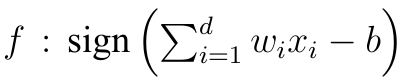 f : sign(∑_{i=1}^{d} w_i x_i − b)